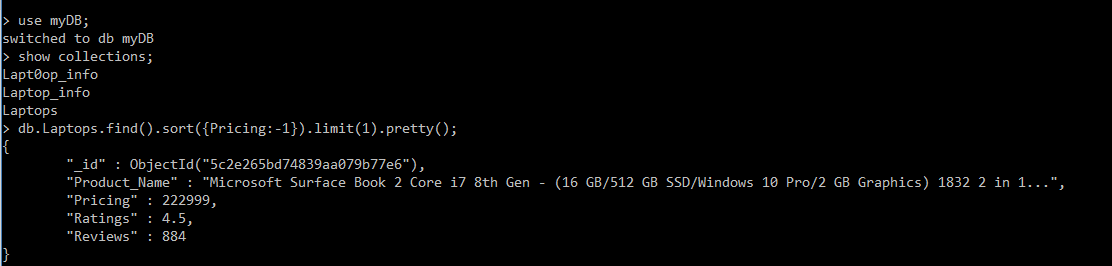 > use myDB;
switched to db myDB
> show collections;
Lapt0op_info
Laptop_info
Laptops
> db.Laptops.find().sort({Pricing:-1}).limit(1).pretty();
{
        "_id" : ObjectId("5c2e265bd74839aa079b77e6"),
        "Product_Name" : "Microsoft Surface Book 2 Core i7 8th Gen - (16 GB/512 GB SSD/Windows 10 Pro/2 GB Graphics) 1832 2 in 1...",
        "Pricing" : 222999,
        "Ratings" : 4.5,
        "Reviews" : 884
}